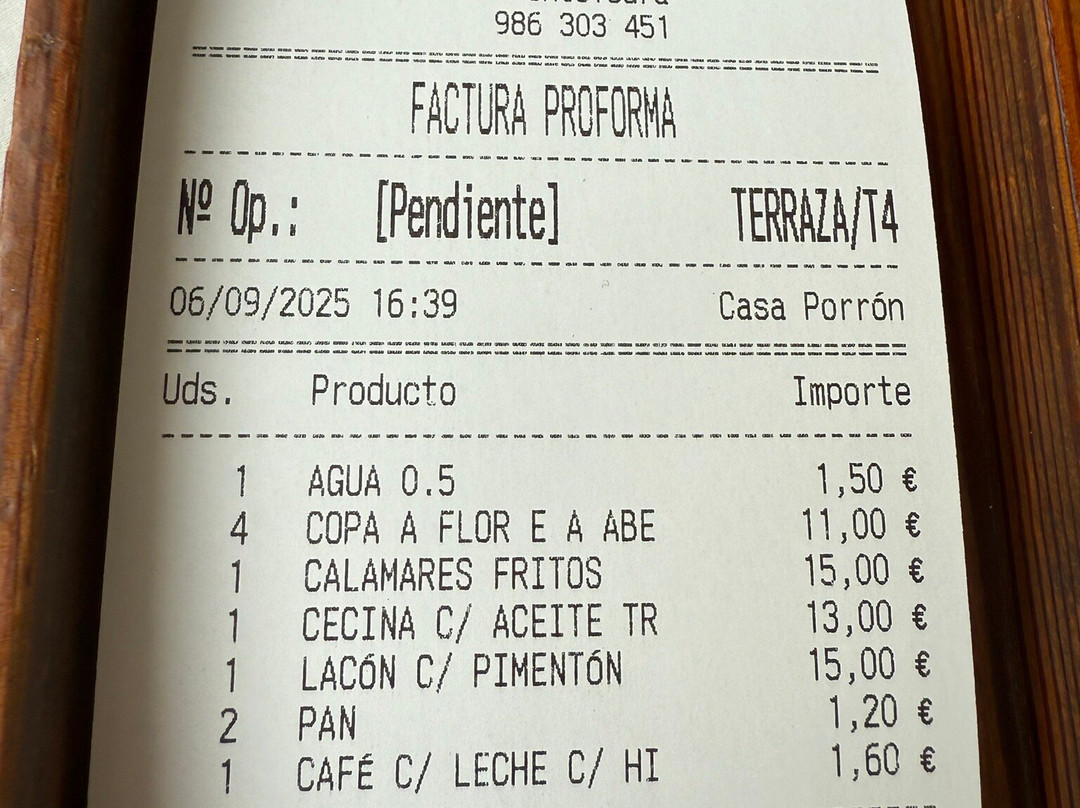 986 303 451
FACTURA PROFORMA
Nº Op.: [Pendiente] TERRAZA/T4
06/09/2025 16:39 Casa Porrón
Uds. Producto Importe
1 AGUA 0.5 1,50 €
4 COPA A FLOR E A ABE 11,00 €
1 CALAMARES FRITOS 15,00 €
1 CECINA C/ ACEITE TR 13,00 €
1 LACÓN C/ PIMENTÓN 15,00 €
2 PAN 1,20 €
1 CAFÉ C/ LECHE C/ HI 1,60 €